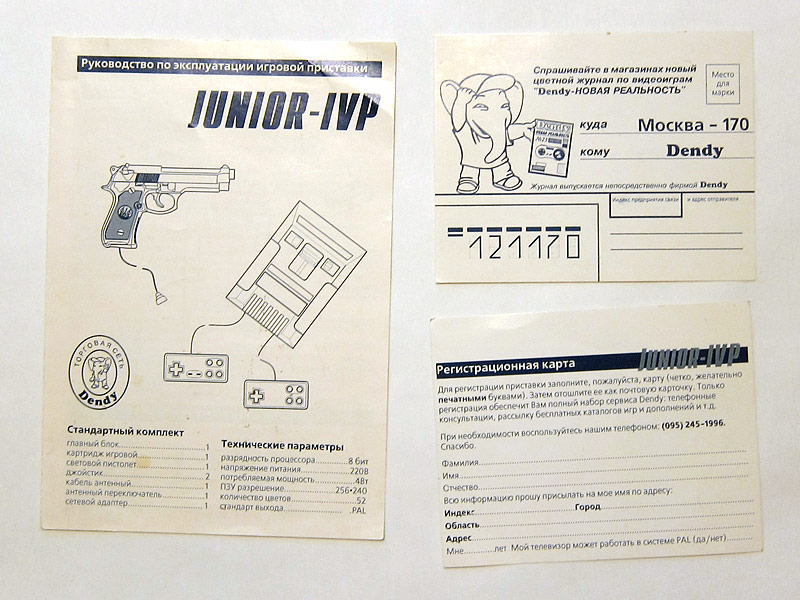 Руководство по эксплуатации игровой приставки
JUNIOR-IVP
ТОРГОВАЯ СЕТЬ
Dendy
Стандартный комплект
главный блок 1
картридж игровой 1
световой пистолет 1
джойстик 2
кабель антенный 1
антенный переключатель 1
сетевой адаптер 1
Технические параметры
разрядность процессора 8 бит
напряжение питания 220В
потребляемая мощность 4Вт
ПЗУ разрешение 256•240
количество цветов 52
стандарт выхода PAL
Спрашивайте в магазинах новый
цветной журнал по видеоиграм
"Dendy-НОВАЯ РЕАЛЬНОСТЬ"
Место
для
марки
куда Москва – 170
кому Dendy
Журнал выпускается непосредственно фирмой Dendy
Индекс предприятия связи и адрес отправителя
121170
JUNIOR-IVP
Регистрационная карта
Для регистрации приставки заполните, пожалуйста, карту (четко, желательно
печатными буквами). Затем отошлите ее как почтовую карточку. Только
регистрация обеспечит Вам полный набор сервиса Dendy: телефонные
консультации, рассылку бесплатных каталогов игр и дополнений и т.д.
При необходимости воспользуйтесь нашим телефоном: (095) 245-1996.
Спасибо.
Фамилия
Имя
Отчество
Всю информацию прошу присылать на мое имя по адресу:
Индекс Город
Область
Адрес
Мне лет Мой телевизор может работать в системе PAL (да/нет)